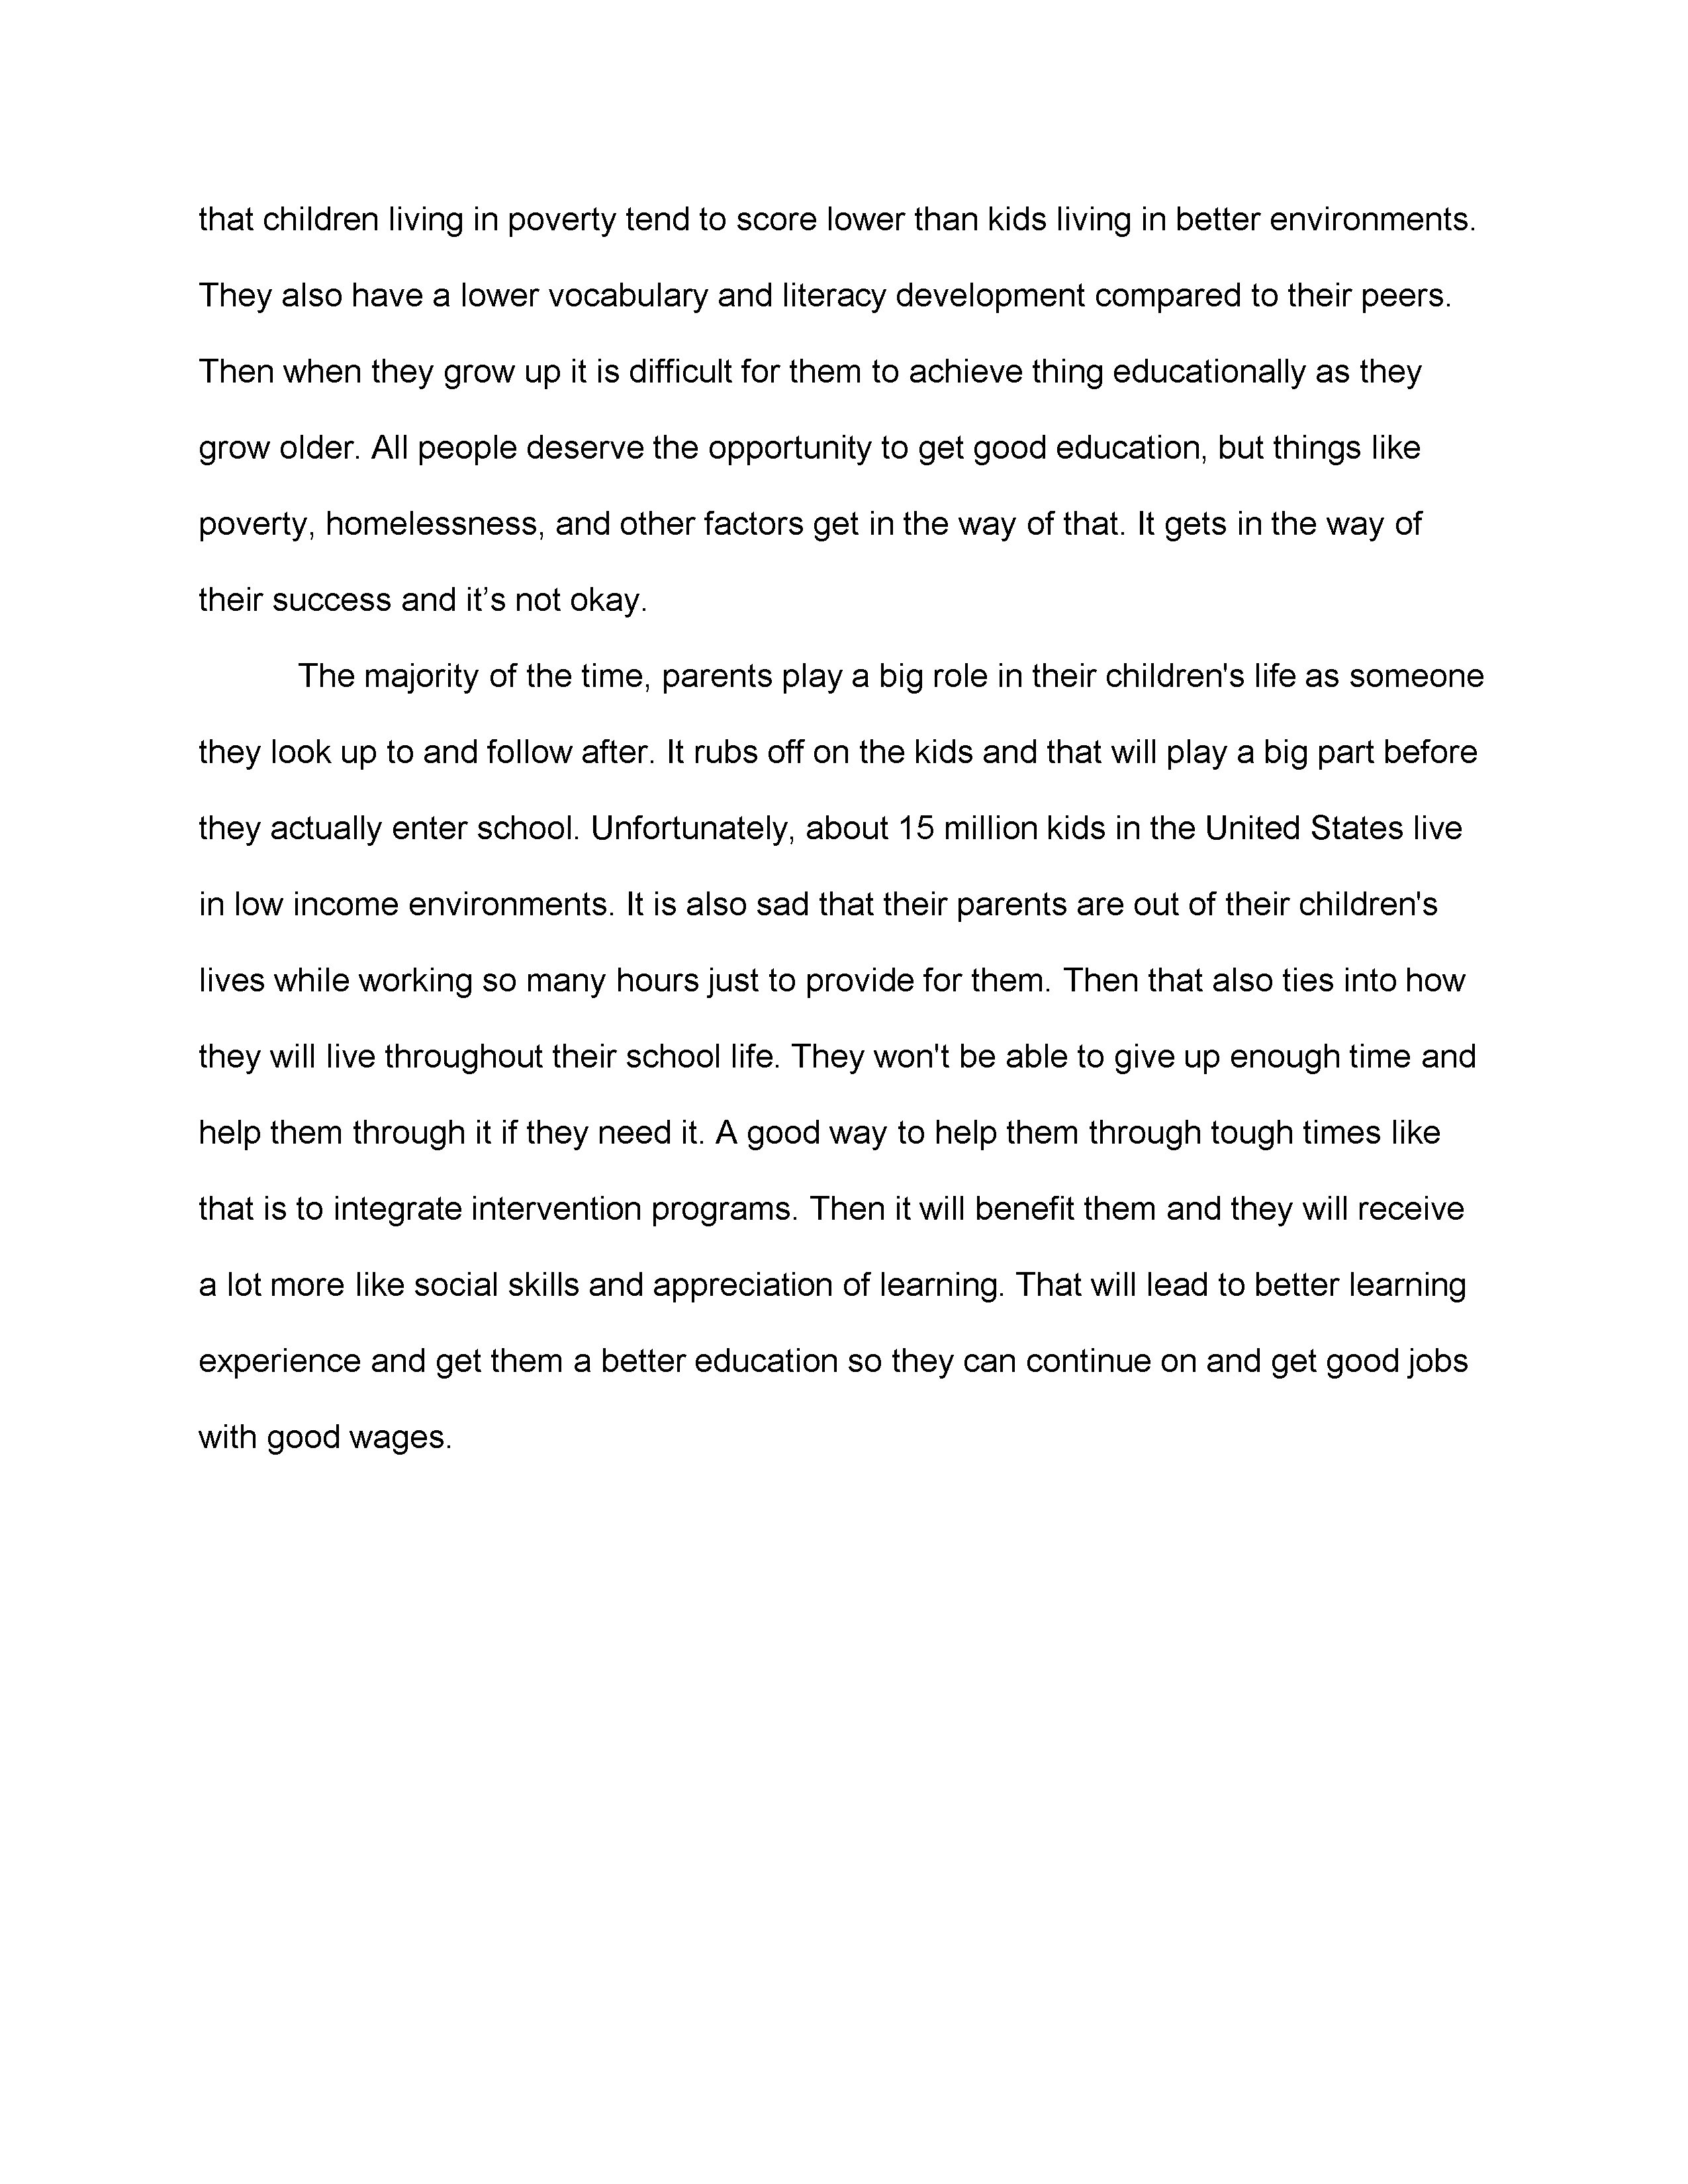 that children living in poverty tend to score lower than kids living in better environments.
They also have a lower vocabulary and literacy development compared to their peers.
Then when they grow up it is difficult for them to achieve thing educationally as they
grow older. All people deserve the opportunity to get good education, but things like
poverty, homelessness, and other factors get in the way of that. It gets in the way of
their success and it’s not okay.
The majority of the time, parents play a big role in their children's life as someone
they look up to and follow after. It rubs off on the kids and that will play a big part before
they actually enter school. Unfortunately, about 15 million kids in the United States live
in low income environments. It is also sad that their parents are out of their children's
lives while working so many hours just to provide for them. Then that also ties into how
they will live throughout their school life. They won't be able to give up enough time and
help them through it if they need it. A good way to help them through tough times like
that is to integrate intervention programs. Then it will benefit them and they will receive
a lot more like social skills and appreciation of learning. That will lead to better learning
experience and get them a better education so they can continue on and get good jobs
with good wages.